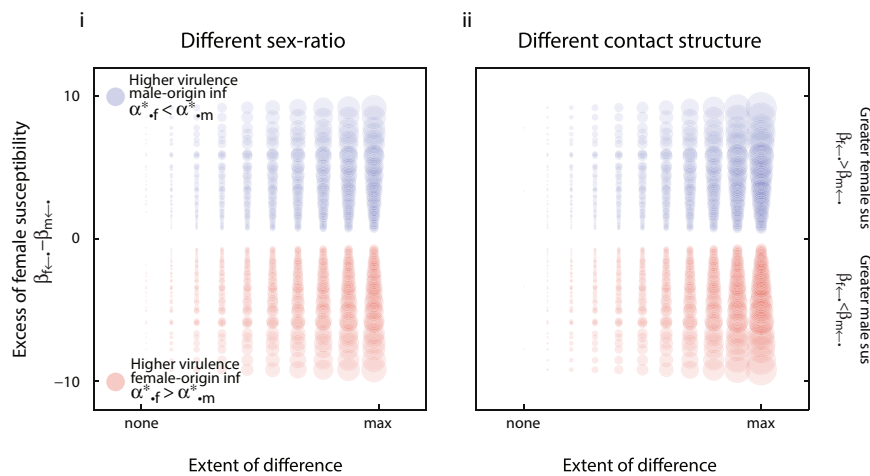 i
ii
Different sex-ratio
Different contact structure
Higher virulence
male-origin inf
α*•f < α*•m
10
0
−10
Excess of female susceptibility
βf←•−βm←•
Higher virulence
female-origin inf
α*•f > α*•m
Greater female sus
βf←•>βm←•
Greater male sus
βf←•<βm←•
none
max
none
max
Extent of difference
Extent of difference